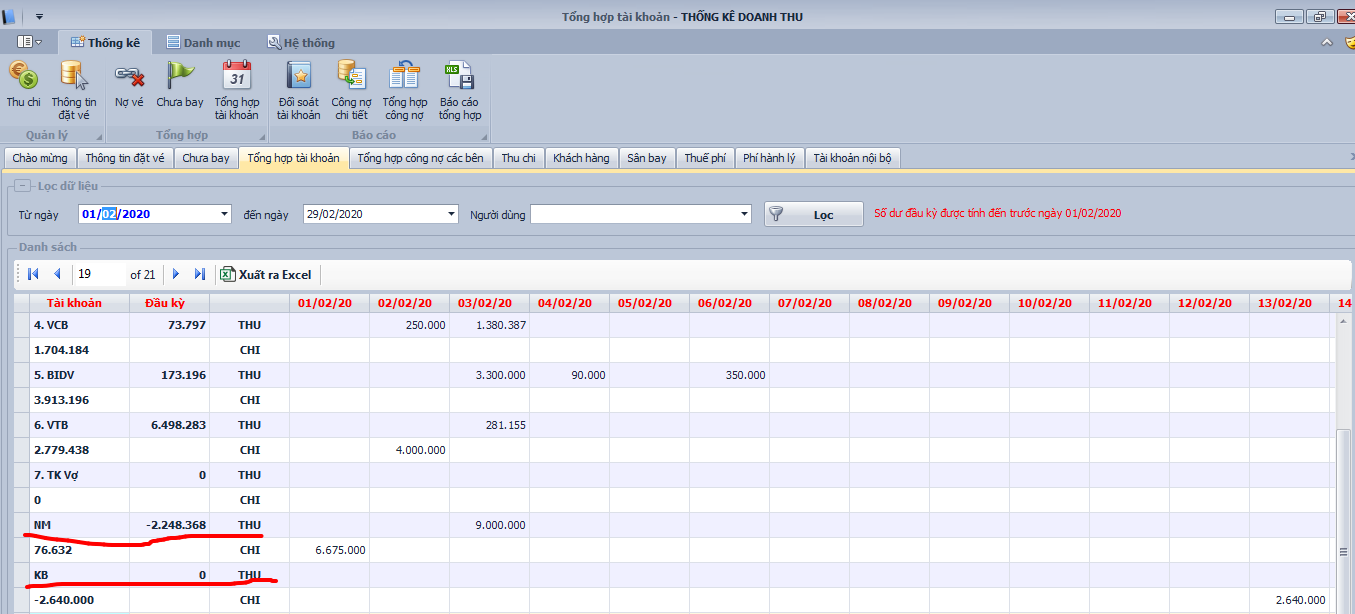 Tổng hợp tài khoản - THỐNG KÊ DOANH THU
Thống kê Danh mục Hệ thống
Thu chi Thông tin đặt vé Nợ vé Chưa bay Tổng hợp tài khoản Đối soát tài khoản Công nợ chi tiết Tổng hợp công nợ Báo cáo tổng hợp
Quản lý Tổng hợp Báo cáo
Chào mừng Thông tin đặt vé Chưa bay Tổng hợp tài khoản Tổng hợp công nợ các bên Thu chi Khách hàng Sân bay Thuế phí Phí hành lý Tài khoản nội bộ
Lọc dữ liệu
Từ ngày 01/02/2020 đến ngày 29/02/2020 Người dùng Lọc Số dư đầu kỳ được tính đến trước ngày 01/02/2020
Danh sách
19 of 21 Xuất ra Excel
Tài khoản Đầu kỳ 01/02/20 02/02/20 03/02/20 04/02/20 05/02/20 06/02/20 07/02/20 08/02/20 09/02/20 10/02/20 11/02/20 12/02/20 13/02/20 14
4. VCB 73.797 THU 250.000 1.380.387
1.704.184 CHI
5. BIDV 173.196 THU 3.300.000 90.000 350.000
3.913.196 CHI
6. VTB 6.498.283 THU 281.155
2.779.438 CHI 4.000.000
7. TK Vợ 0 THU
0 CHI
NM -2.248.368 THU 9.000.000
76.632 CHI 6.675.000
KB 0 THU
-2.640.000 CHI 2.640.000